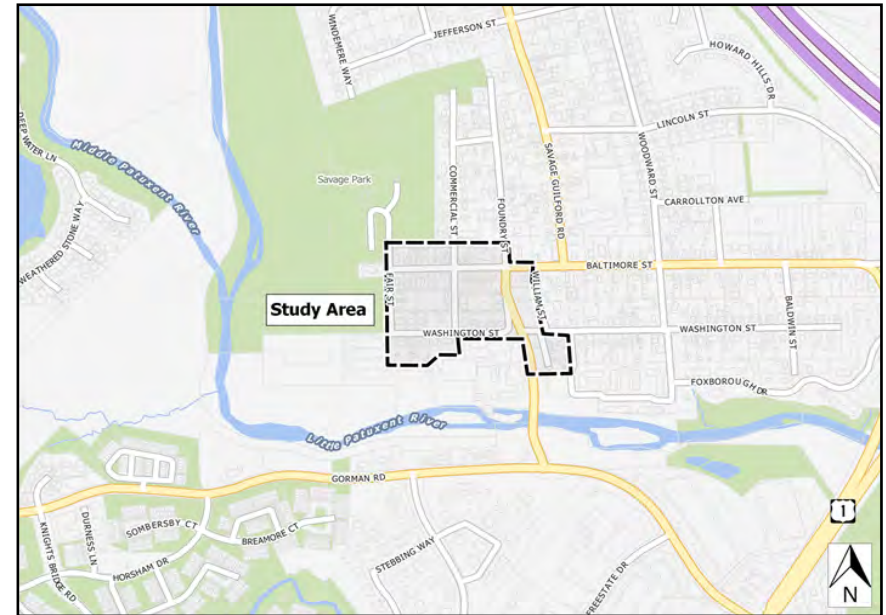 JEFFERSON ST
WINDEMERE WAY
HOWARD HILLS DR
DEEP WATER LN
Middle Patuxent River
LINCOLN ST
COMMERCIAL ST
SAVAGE GUILFORD RD
WOODWARD ST
Savage Park
FOUNDRY ST
CARROLLTON AVE
WEATHERED STONE WAY
BALTIMORE ST
FAIR ST
WILLIAM ST
BALDWIN ST
Study Area
WASHINGTON ST
WASHINGTON ST
FOXBOROUGH DR
Little Patuxent River
GORMAN RD
1
SOMBERSBY CT
BREAMORE CT
DURNESS LN
KNIGHTS BRIDGE RD
HORSHAM DR
STEBBING WAY
FREESTATE DR
N